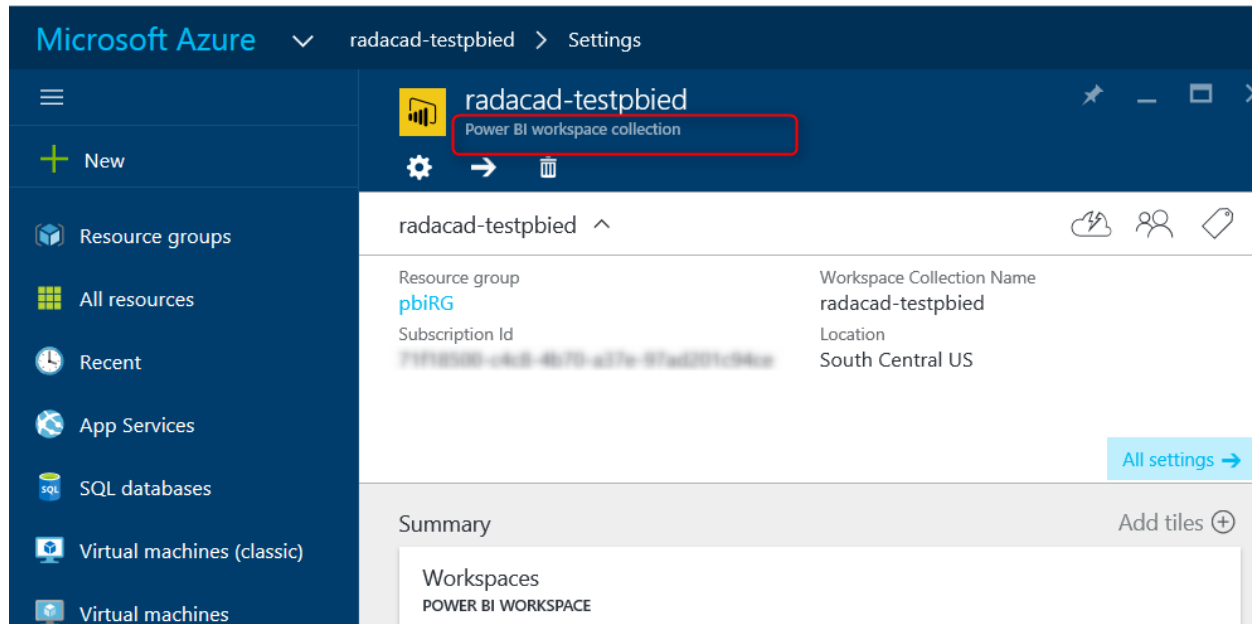 Microsoft Azure radacad-testpbied > Settings
radacad-testpbied
Power BI workspace collection
New
Resource groups
All resources
Recent
App Services
SQL databases
Virtual machines (classic)
Virtual machines
radacad-testpbied
Resource group
pbiRG
Subscription Id
Workspace Collection Name
radacad-testpbied
Location
South Central US
All settings →
Summary
Add tiles
Workspaces
POWER BI WORKSPACE